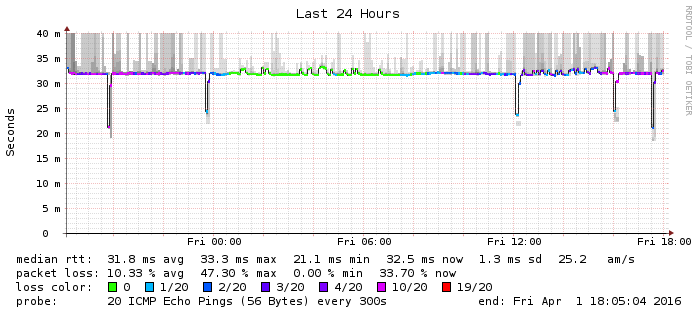 Last 24 Hours
RRDTOOL / TOBI OETIKER
Seconds
40 m
35 m
30 m
25 m
20 m
15 m
10 m
5 m
0
Fri 00:00 Fri 06:00 Fri 12:00 Fri 18:00
median rtt: 31.8 ms avg 33.3 ms max 21.1 ms min 32.5 ms now 1.3 ms sd 25.2 am/s
packet loss: 10.33 % avg 47.30 % max 0.00 % min 33.70 % now
loss color: 0 1/20 2/20 3/20 4/20 10/20 19/20
probe: 20 ICMP Echo Pings (56 Bytes) every 300s end: Fri Apr 1 18:05:04 2016